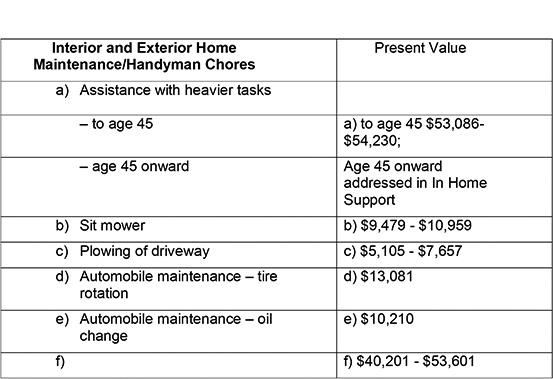 Interior and Exterior Home
Maintenance/Handyman Chores
Present Value
a) Assistance with heavier tasks
– to age 45
a) to age 45 $53,086-
$54,230;
– age 45 onward
Age 45 onward
addressed in In Home
Support
b) Sit mower
b) $9,479 - $10,959
c) Plowing of driveway
c) $5,105 - $7,657
d) Automobile maintenance – tire
rotation
d) $13,081
e) Automobile maintenance – oil
change
e) $10,210
f)
f) $40,201 - $53,601